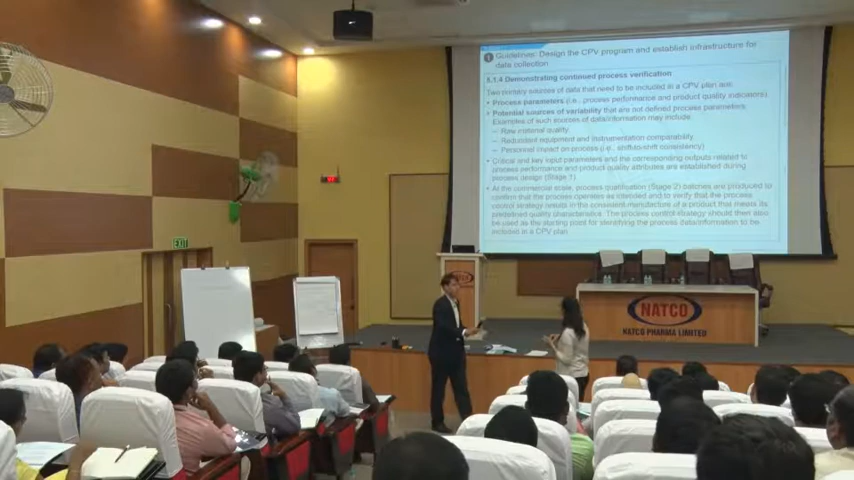 1 Guidelines: Design the CPV program and establish infrastructure for
data collection
5.1.4 Demonstrating continued process verification
Two primary sources of data that need to be included in a CPV plan are:
• Process parameters (i.e., process performance and product quality indicators)
• Potential sources of variability that are not defined process parameters.
Examples of such sources of data/information may include:
– Raw material quality
– Redundant equipment and instrumentation comparability
– Personnel impact on process (i.e., shift-to-shift consistency)
• Critical and key input parameters and the corresponding outputs related to
process performance and product quality attributes are established during
process design (Stage 1)
• At the commercial scale, process qualification (Stage 2) batches are produced to
confirm that the process operates as intended and to verify that the process
control strategy results in the consistent manufacture of a product that meets its
predefined quality characteristics. The process control strategy should then also
be used as the starting point for identifying the process data/information to be
included in a CPV plan.
EXIT
NATCO
NATCO
NATCO PHARMA LIMITED